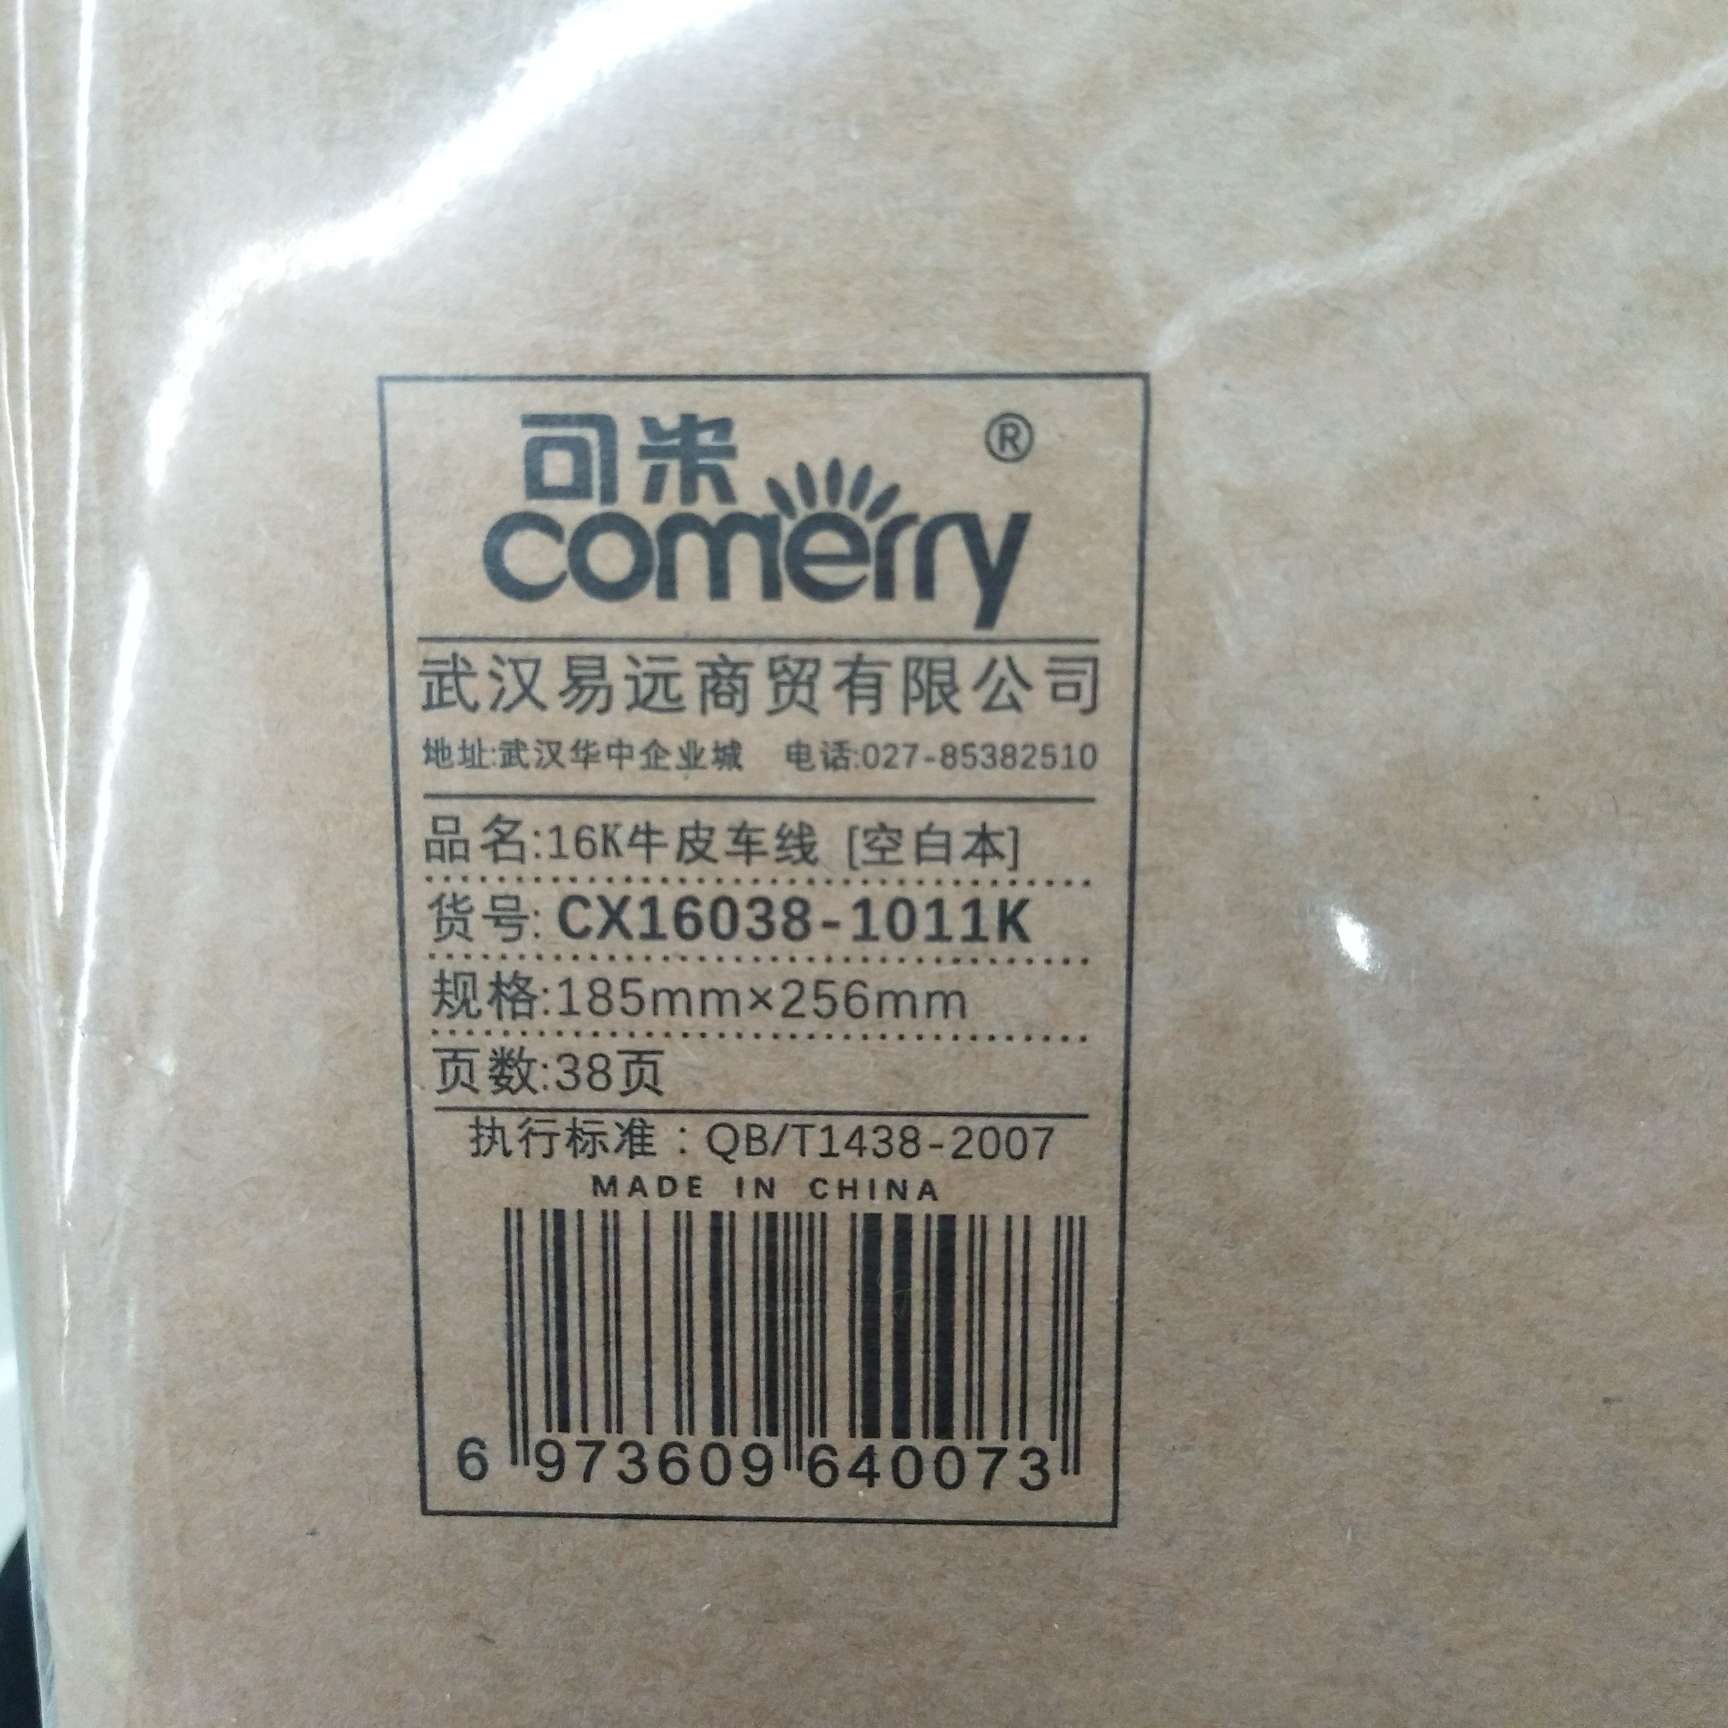 可米 ®
comerry
武汉易远商贸有限公司
地址:武汉华中企业城 电话:027-85382510
品名:16K牛皮车线 [空白本]
货号: CX16038-1011K
规格:185mm×256mm
页数:38页
执行标准：QB/T1438-2007
MADE IN CHINA
6 973609 640073